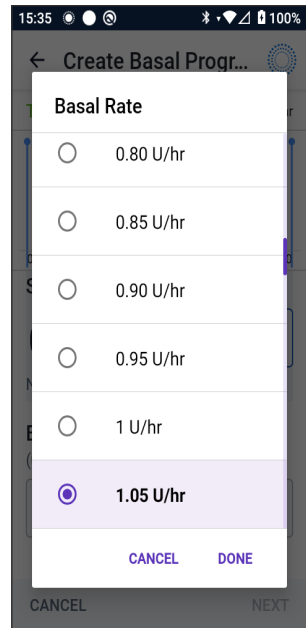 15:35
100%
Create Basal Progr...
Basal Rate
0.80 U/hr
0.85 U/hr
0.90 U/hr
0.95 U/hr
1 U/hr
1.05 U/hr
CANCEL
DONE
CANCEL
NEXT